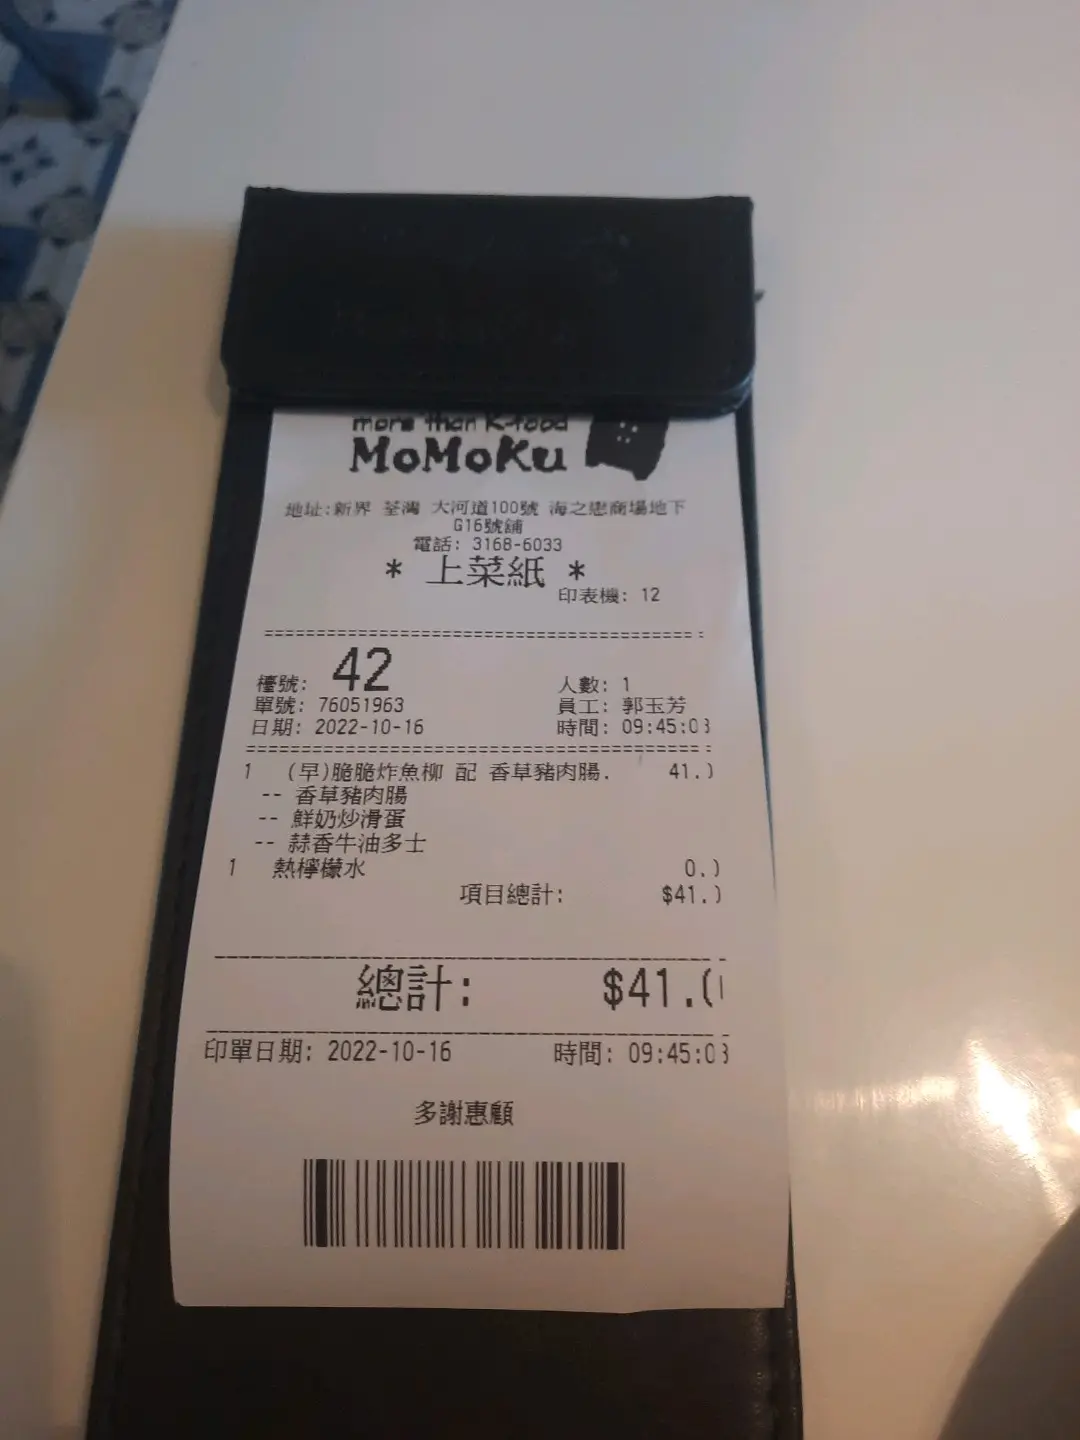 more than K-food
MoMoKu
地址:新界 荃灣 大河道100號 海之戀商場地下
G16號舖
電話: 3168-6033
* 上菜紙 *
印表機: 12
檯號: 42 人數: 1
單號: 76051963 員工: 郭玉芳
日期: 2022-10-16 時間: 09:45:03
1 (早)脆脆炸魚柳 配 香草豬肉腸. 41.
-- 香草豬肉腸
-- 鮮奶炒滑蛋
-- 蒜香牛油多士
1 熱檸檬水 0.
項目總計: $41.
總計: $41.
印單日期: 2022-10-16 時間: 09:45:03
多謝惠顧